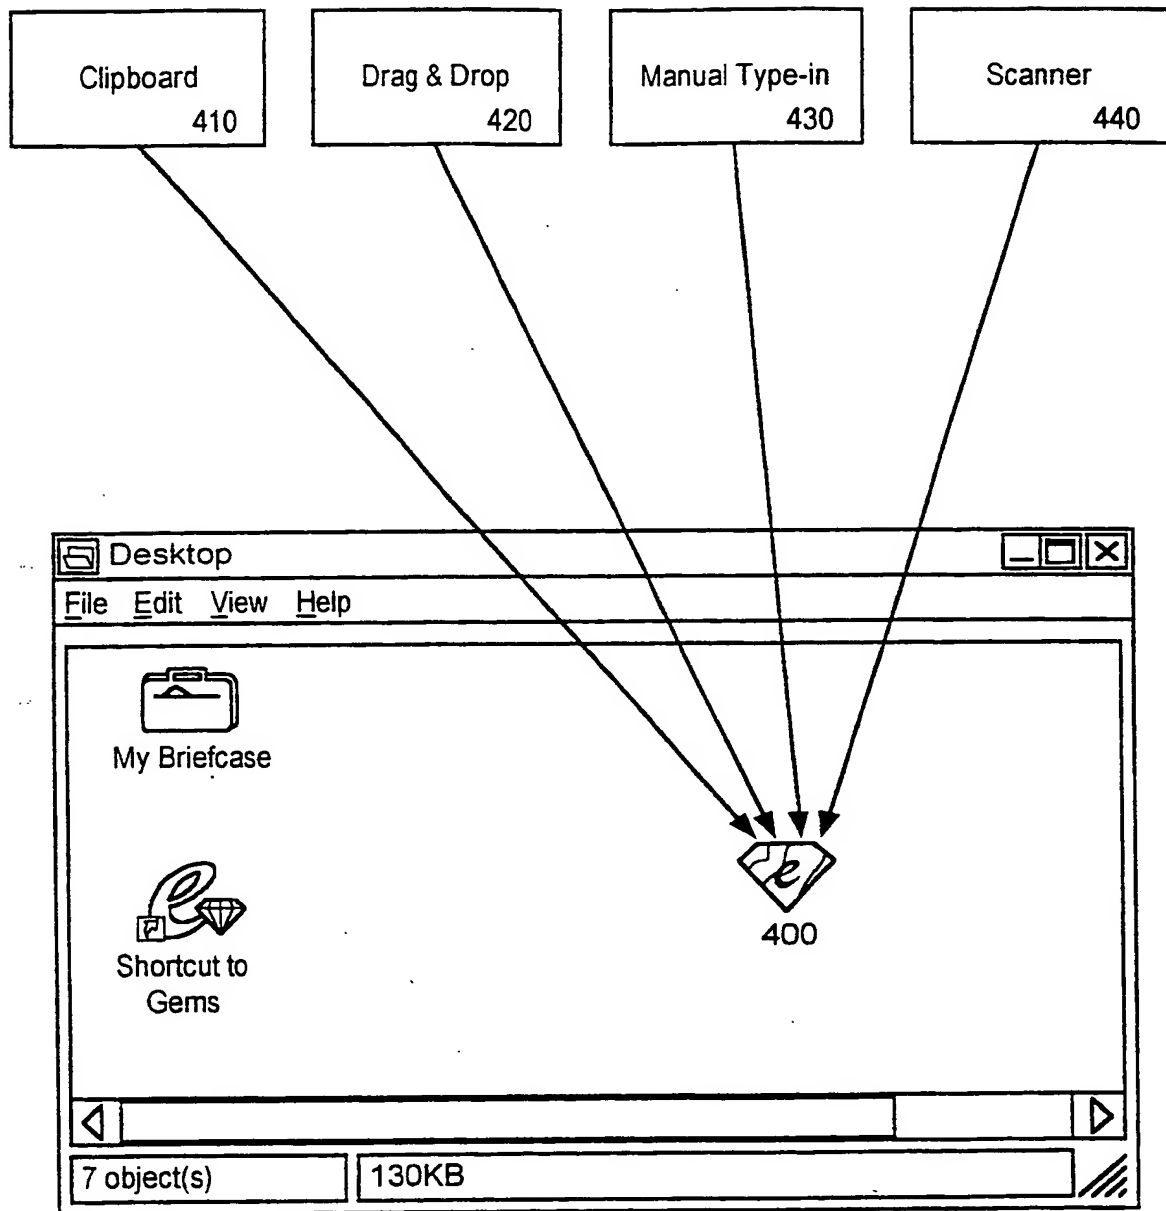 Clipboard
410
Drag & Drop
420
Manual Type-in
430
Scanner
440
Desktop
File Edit View Help
My Briefcase
e
400
Shortcut to
Gems
7 object(s)
130KB